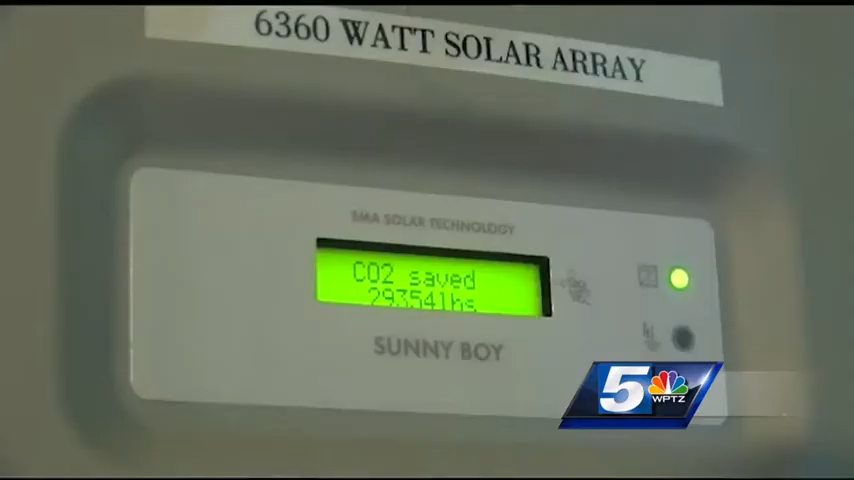 6360 WATT SOLAR ARRAY
SMA SOLAR TECHNOLOGY
CO2 saved
29354lbs
SUNNY BOY
5
WPTZ